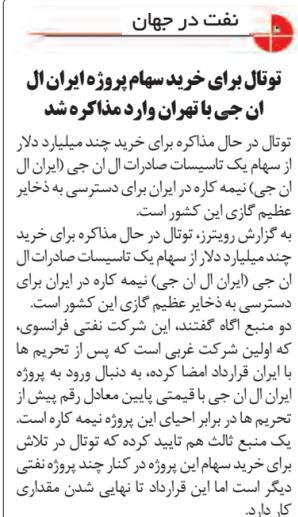 نفت در جهان
توتال برای خرید سهام پروژه ایران ال
ان جی با تهران وارد مذاکره شد
توتال در حال مذاکره برای خرید چند میلیارد دلار
از سهام یک تاسیسات صادرات ال ان جی (ایران ال
ان جی) نیمه کاره در ایران برای دسترسی به ذخایر
عظیم گازی این کشور است.
به گزارش رویترز، توتال در حال مذاکره برای خرید
چند میلیارد دلار از سهام یک تاسیسات صادرات ال
ان جی (ایران ال ان جی) نیمه کاره در ایران برای
دسترسی به ذخایر عظیم گازی این کشور است.
دو منبع آگاه گفتند، این شرکت نفتی فرانسوی،
که اولین شرکت غربی است که پس از تحریم ها
با ایران قرارداد امضا کرده، به دنبال ورود به پروژه
ایران ال ان جی با قیمتی پایین معادل رقم پیش از
تحریم ها در برابر احیای این پروژه نیمه کاره است.
یک منبع ثالث هم تایید کرده که توتال در تلاش
برای خرید سهام این پروژه در کنار چند پروژه نفتی
دیگر است اما این قرارداد تا نهایی شدن مقداری
کار دارد.